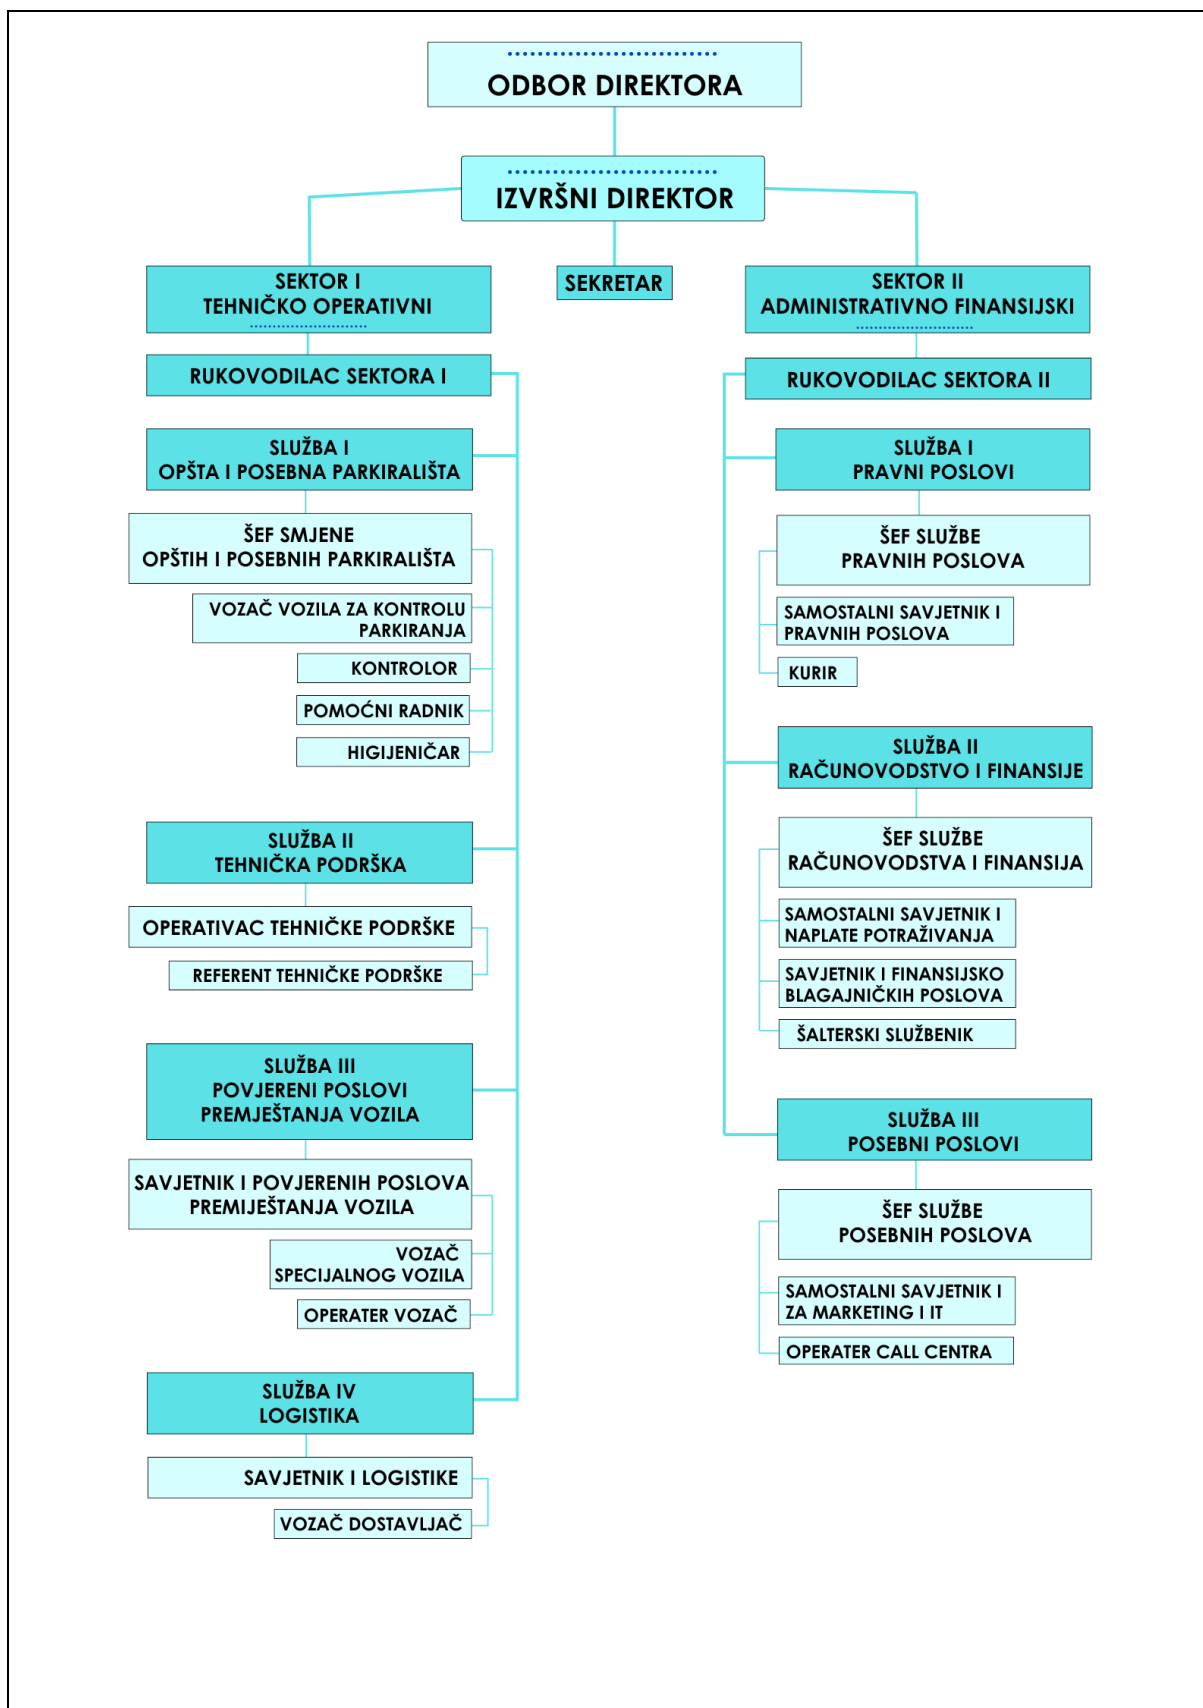 ODBOR DIREKTORA
IZVRŠNI DIREKTOR
SEKRETAR
SEKTOR I
TEHNIČKO OPERATIVNI
RUKOVODILAC SEKTORA I
SLUŽBA I
OPŠTA I POSEBNA PARKIRALIŠTA
ŠEF SMJENE
OPŠTIH I POSEBNIH PARKIRALIŠTA
VOZAČ VOZILA ZA KONTROLU
PARKIRANJA
KONTROLOR
POMOĆNI RADNIK
HIGIJENIČAR
SLUŽBA II
TEHNIČKA PODRŠKA
OPERATIVAC TEHNIČKE PODRŠKE
REFERENT TEHNIČKE PODRŠKE
SLUŽBA III
POVJERENI POSLOVI
PREMJEŠTANJA VOZILA
SAVJETNIK I POVJERENIH POSLOVA
PREMIJEŠTANJA VOZILA
VOZAČ
SPECIJALNOG VOZILA
OPERATER VOZAČ
SLUŽBA IV
LOGISTIKA
SAVJETNIK I LOGISTIKE
VOZAČ DOSTAVLJAČ
SEKTOR II
ADMINISTRATIVNO FINANSIJSKI
RUKOVODILAC SEKTORA II
SLUŽBA I
PRAVNI POSLOVI
ŠEF SLUŽBE
PRAVNIH POSLOVA
SAMOSTALNI SAVJETNIK I
PRAVNIH POSLOVA
KURIR
SLUŽBA II
RAČUNOVODSTVO I FINANSIJE
ŠEF SLUŽBE
RAČUNOVODSTVA I FINANSIJA
SAMOSTALNI SAVJETNIK I
NAPLATE POTRAŽIVANJA
SAVJETNIK I FINANSIJSKO
BLAGAJNIČKIH POSLOVA
ŠALTERSKI SLUŽBENIK
SLUŽBA III
POSEBNI POSLOVI
ŠEF SLUŽBE
POSEBNIH POSLOVA
SAMOSTALNI SAVJETNIK I
ZA MARKETING I IT
OPERATER CALL CENTRA